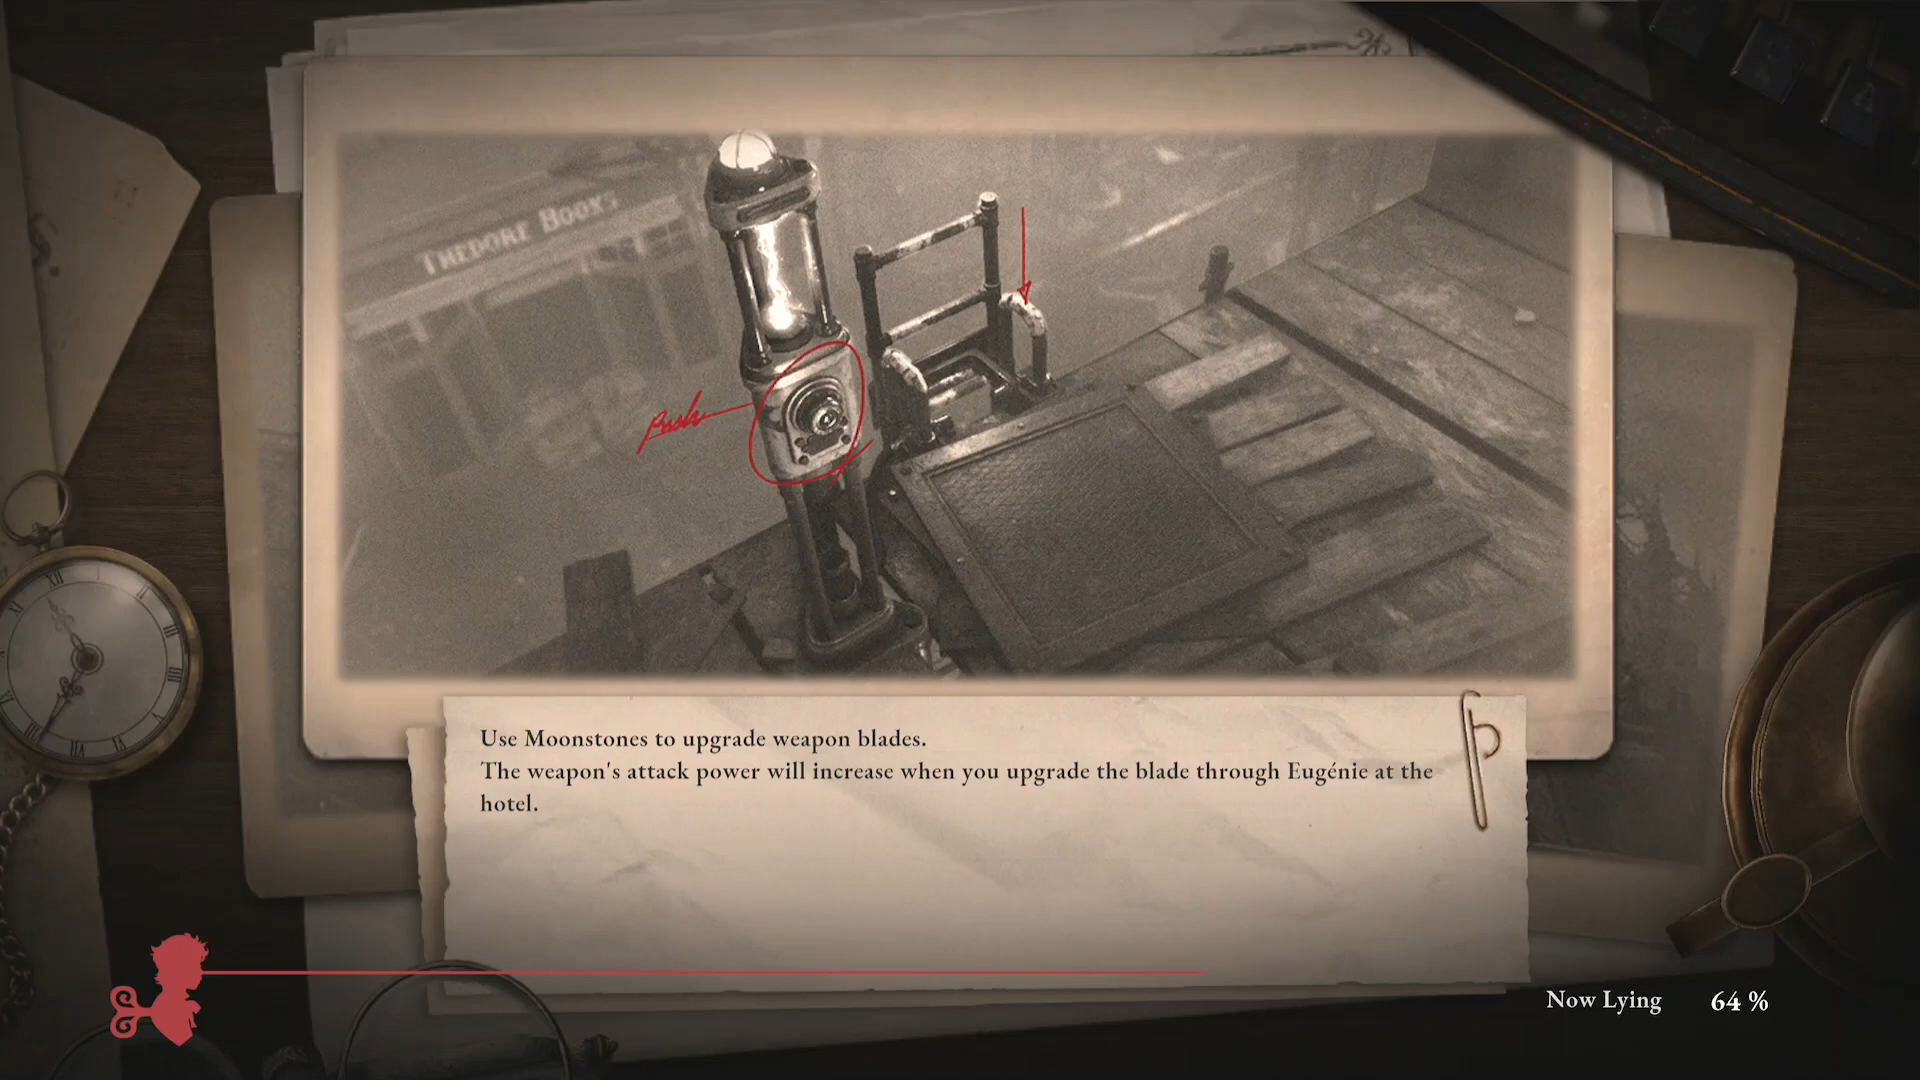 THEDORE BOOKS
Push
Use Moonstones to upgrade weapon blades.
The weapon's attack power will increase when you upgrade the blade through Eugénie at the
hotel.
Now Lying 64 %